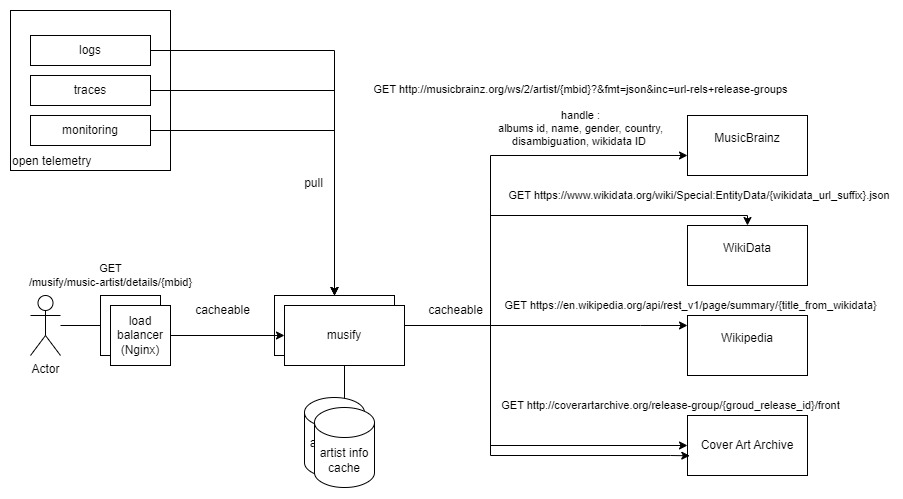 logs
traces
monitoring
open telemetry
pull
GET http://musicbrainz.org/ws/2/artist/{mbid}?&fmt=json&inc=url-rels+release-groups
handle :
albums id, name, gender, country,
disambiguation, wikidata ID
MusicBrainz
GET https://www.wikidata.org/wiki/Special:EntityData/{wikidata_url_suffix}.json
WikiData
GET
/musify/music-artist/details/{mbid}
Actor
load
balancer
(Nginx)
cacheable
musify
cacheable
GET https://en.wikipedia.org/api/rest_v1/page/summary/{title_from_wikidata}
Wikipedia
GET http://coverartarchive.org/release-group/{groud_release_id}/front
Cover Art Archive
artist info
cache